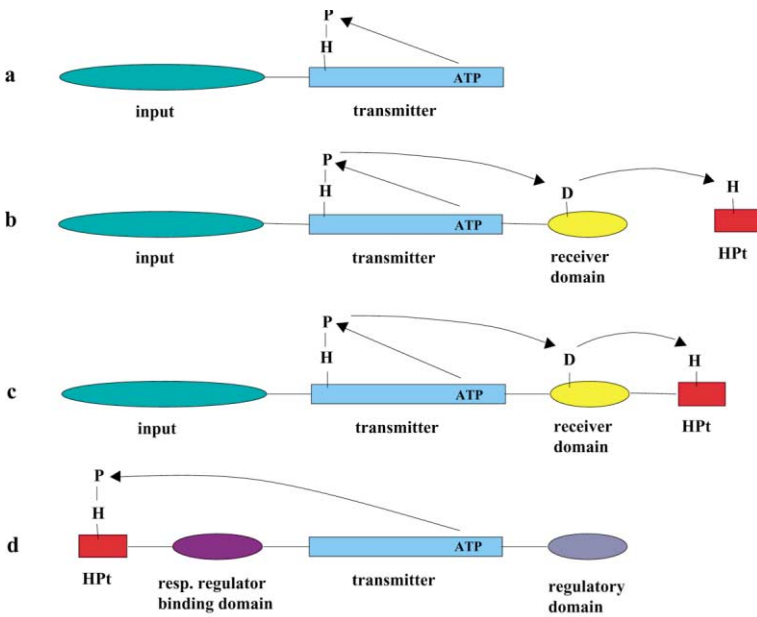 P
H
a
ATP
input
transmitter
P
D
H
H
b
ATP
input
transmitter
receiver
domain
HPt
P
D
H
H
c
ATP
input
transmitter
receiver
domain
HPt
P
H
d
ATP
HPt
resp. regulator
binding domain
transmitter
regulatory
domain